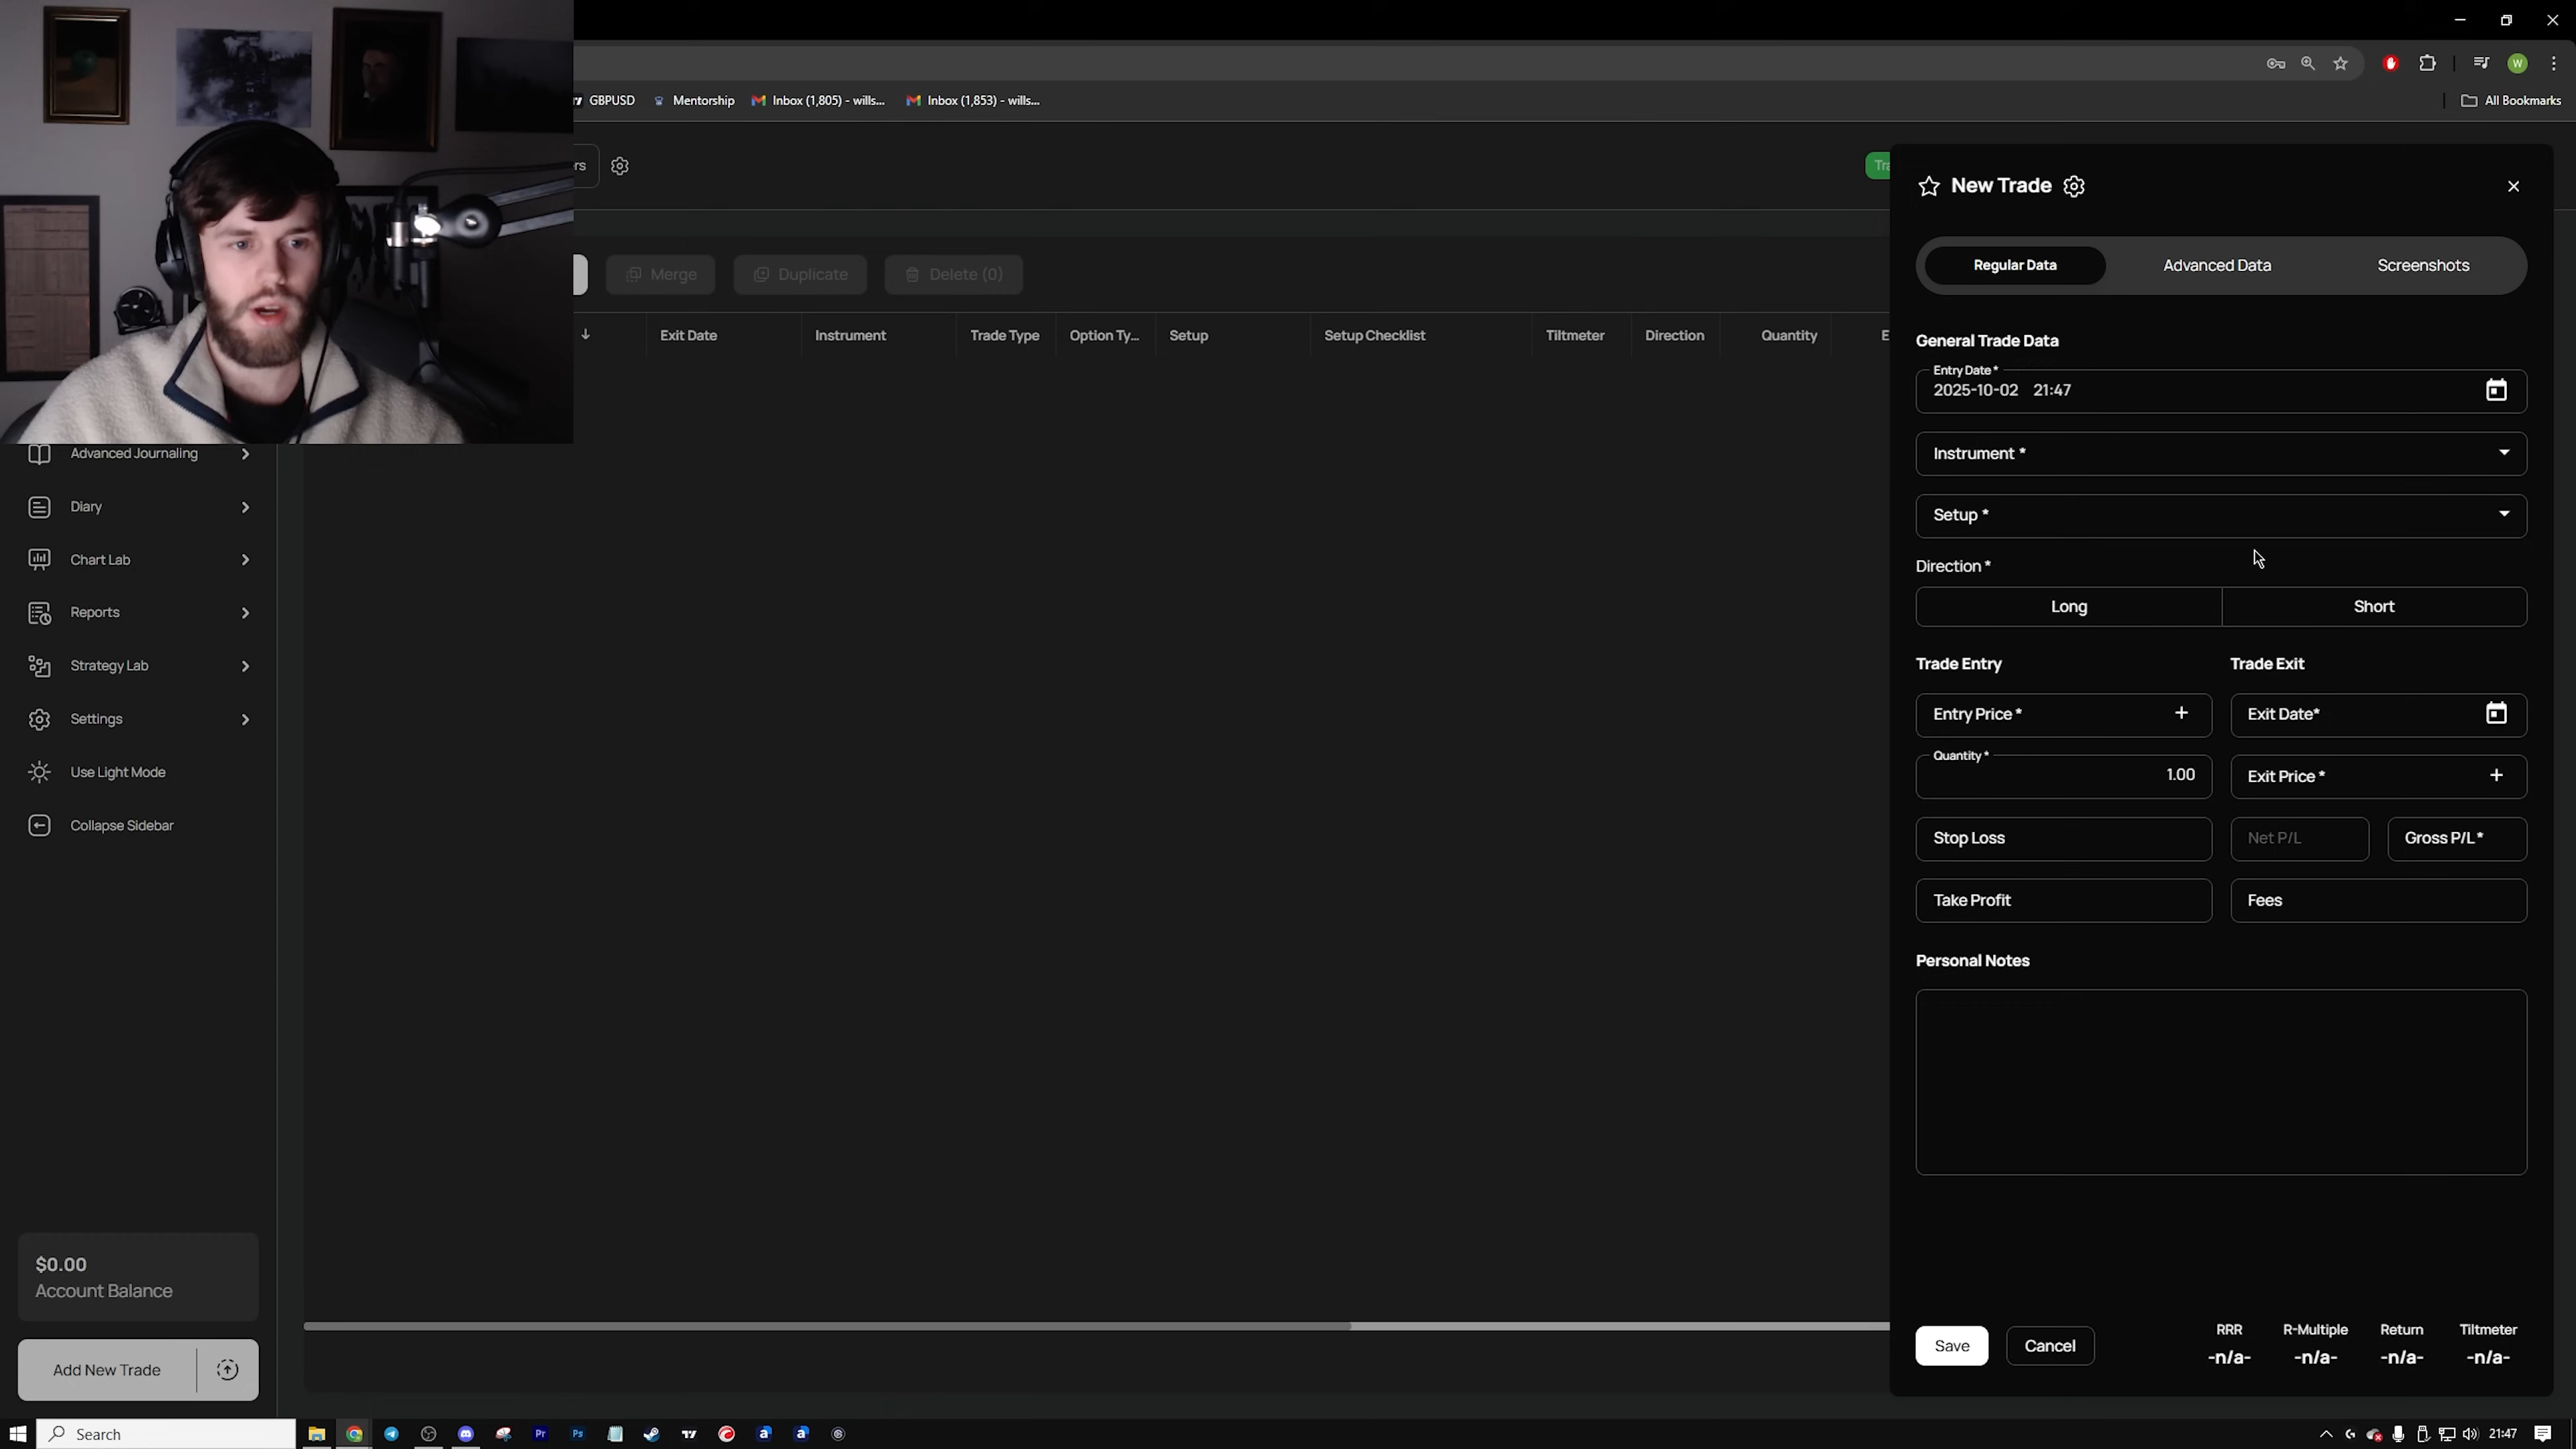 GBPUSD
Mentorship
Inbox (1,805) - wills...
Inbox (1,853) - wills...
All Bookmarks
W
rs
Tra
New Trade
Regular Data
Advanced Data
Screenshots
Merge
Duplicate
Delete (0)
Exit Date
Instrument
Trade Type
Option Ty...
Setup
Setup Checklist
Tiltmeter
Direction
Quantity
E
General Trade Data
Entry Date*
2025-10-02 21:47
Instrument *
Setup *
Direction *
Long
Short
Trade Entry
Trade Exit
Entry Price *
Exit Date*
Quantity *
1.00
Exit Price *
Stop Loss
Net P/L
Gross P/L*
Take Profit
Fees
Personal Notes
Save
Cancel
RRR
R-Multiple
Return
Tiltmeter
-n/a-
-n/a-
-n/a-
-n/a-
Advanced Journaling
Diary
Chart Lab
Reports
Strategy Lab
Settings
Use Light Mode
Collapse Sidebar
$0.00
Account Balance
Add New Trade
Search
Pr
Ps
21:47